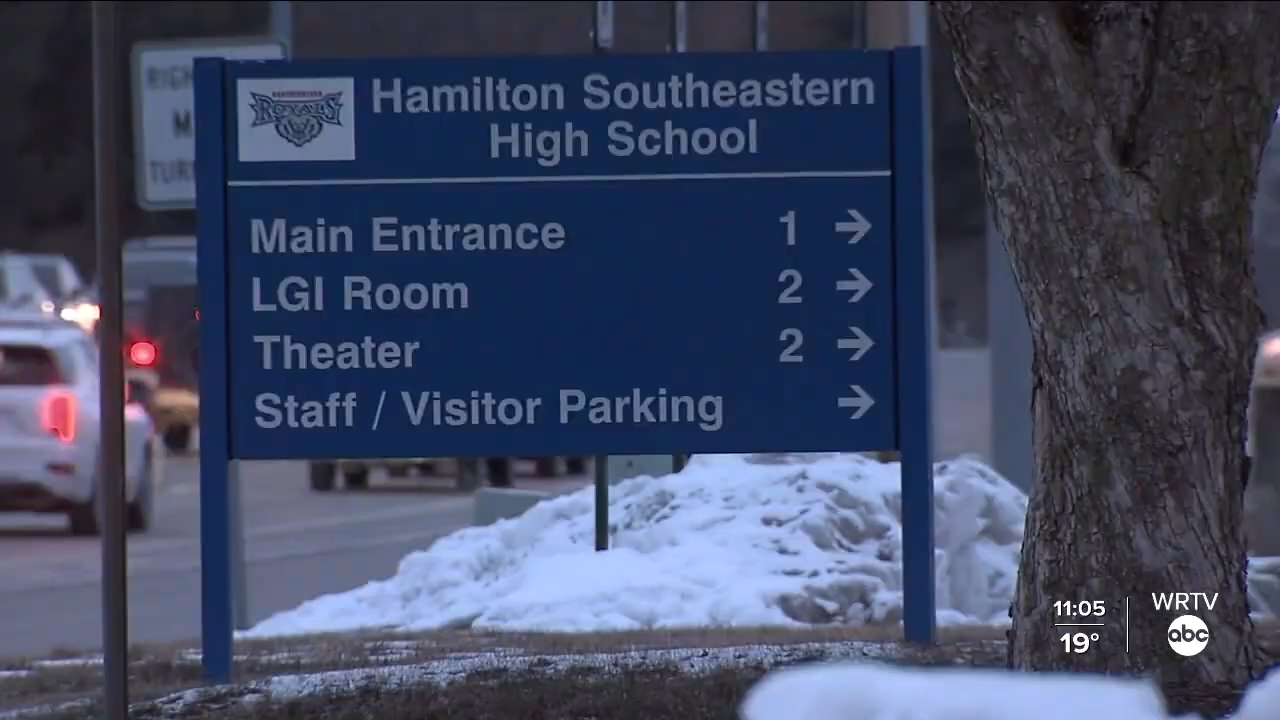 Hamilton Southeastern
High School
ROYALS
Main Entrance 1 →
LGI Room 2 →
Theater 2 →
Staff / Visitor Parking →
11:05
19°
WRTV
abc